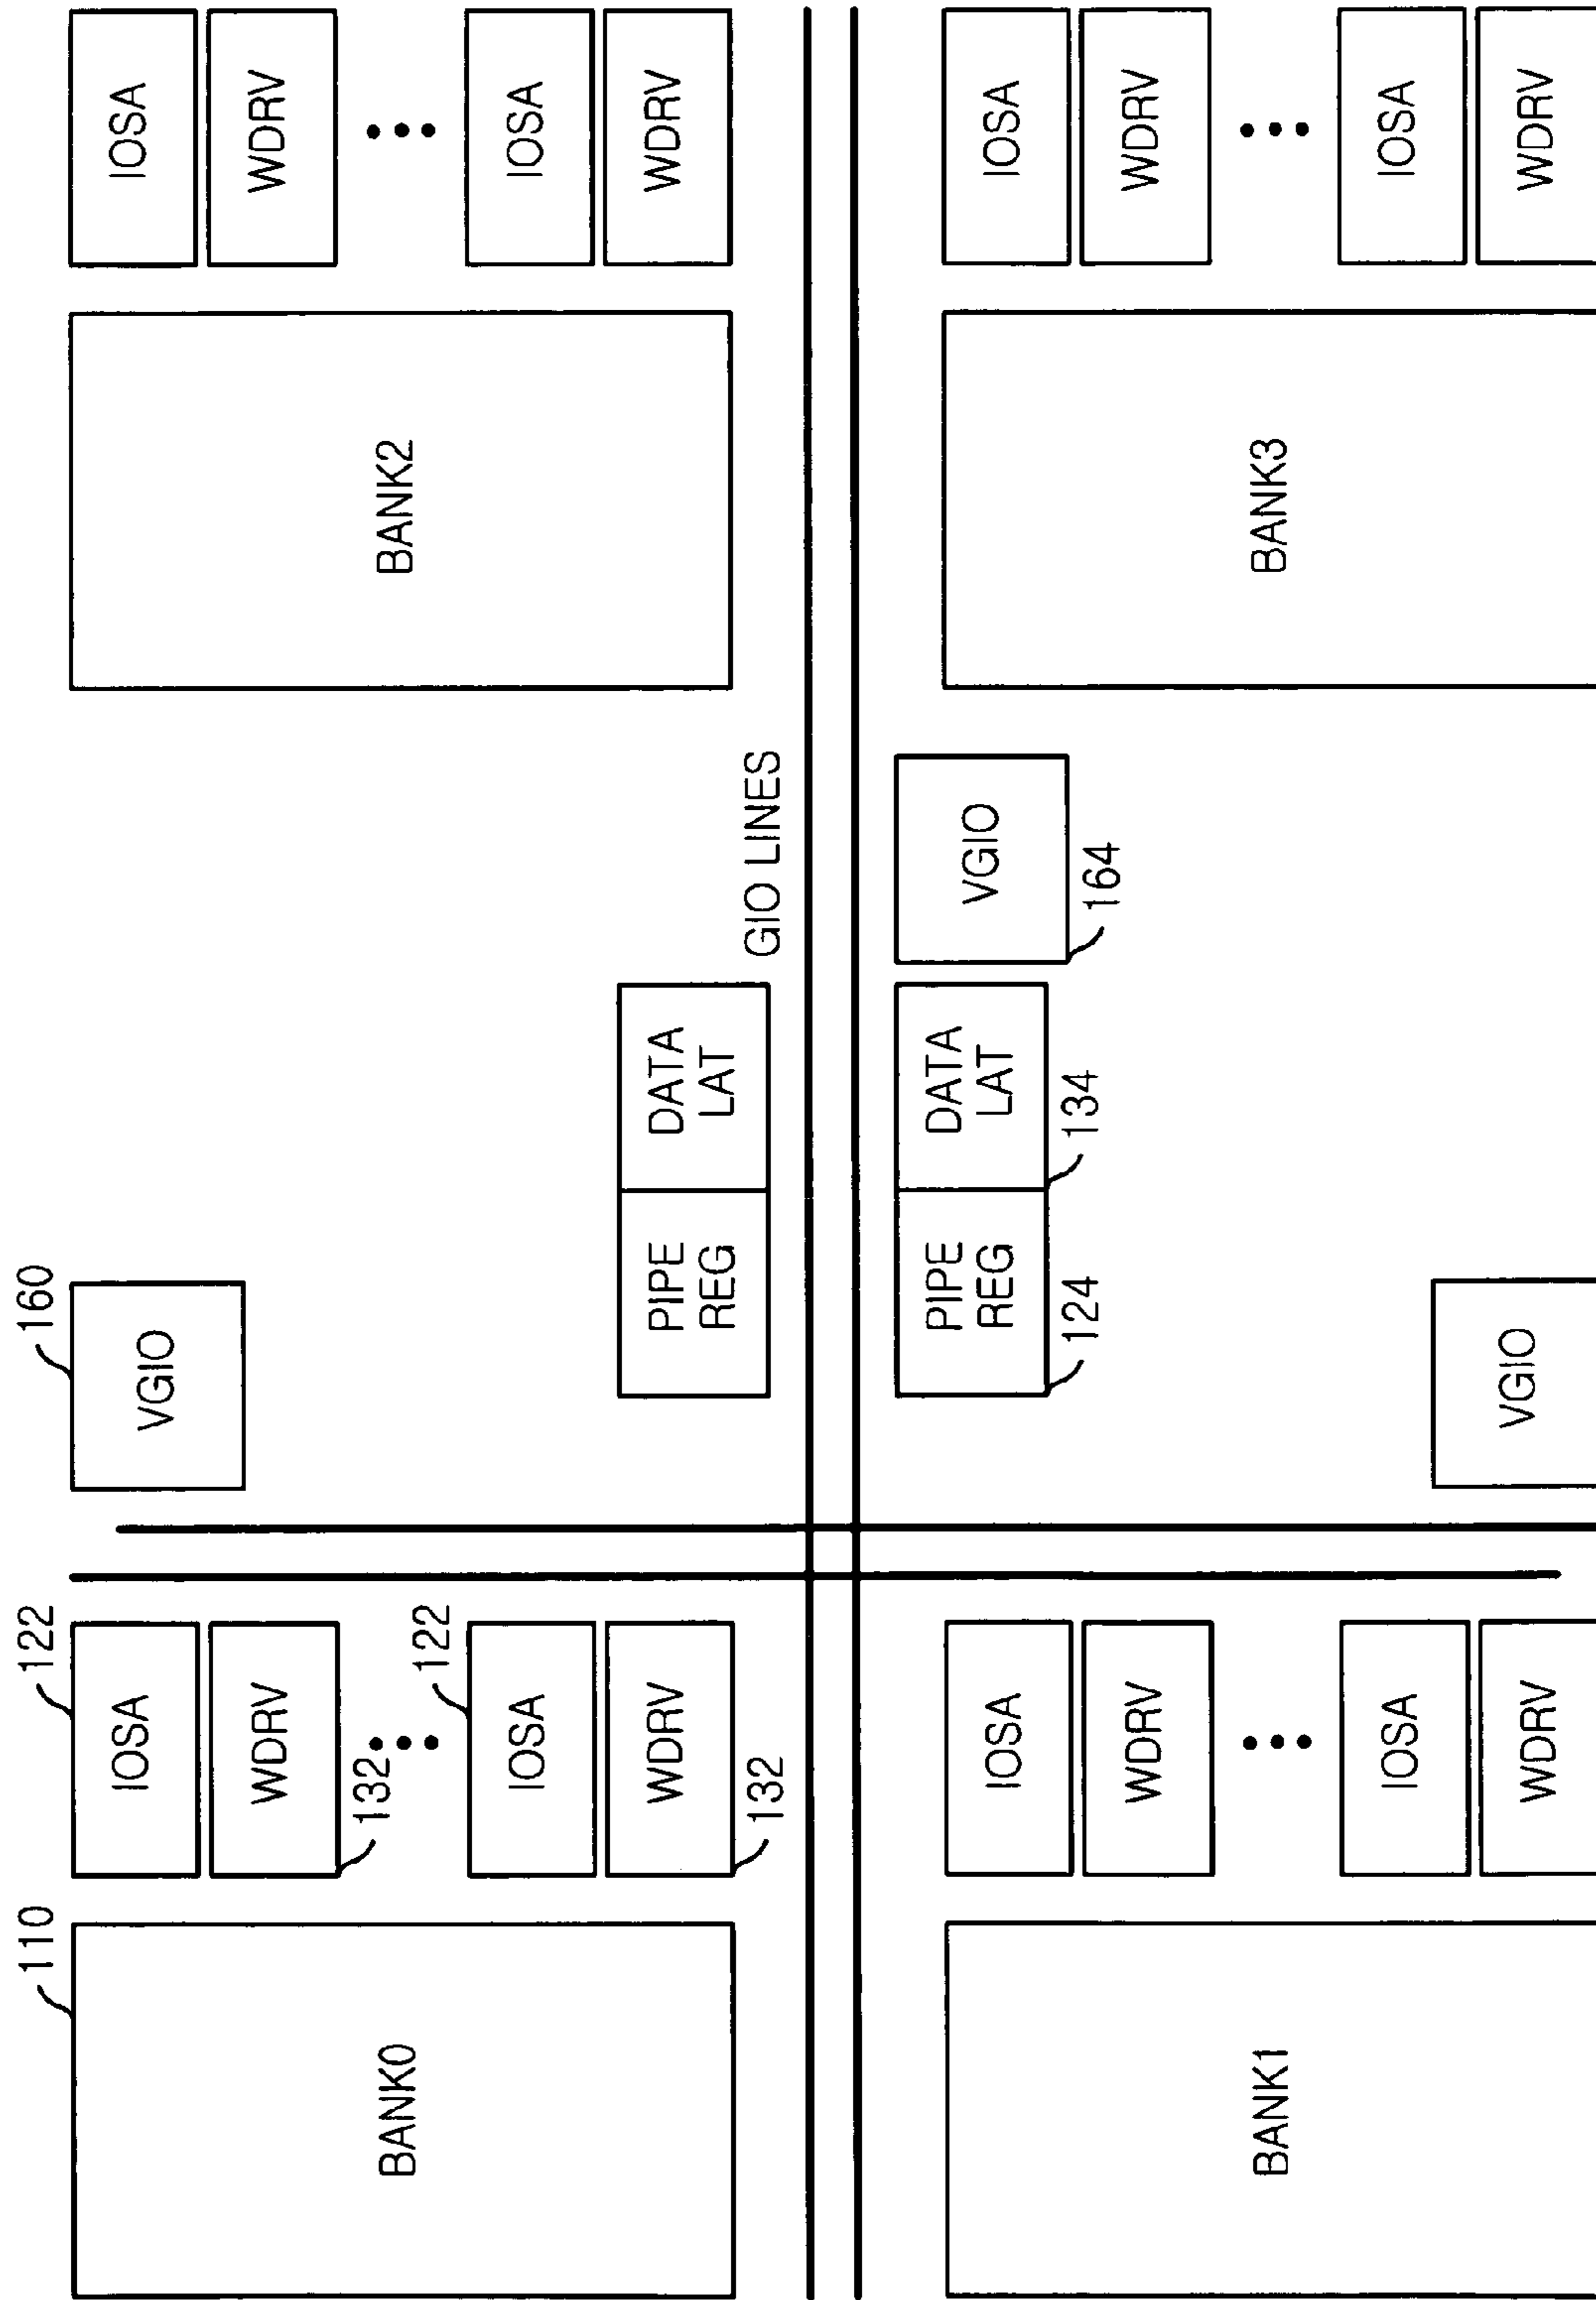 110
BANK0
122
IOSA
WDRV
132
122
IOSA
WDRV
132
160
VGIO
PIPE
REG
DATA
LAT
GIO LINES
BANK2
IOSA
WDRV
IOSA
WDRV
BANK1
IOSA
WDRV
IOSA
WDRV
PIPE
REG
124
DATA
LAT
134
VGIO
164
VGIO
BANK3
IOSA
WDRV
IOSA
WDRV